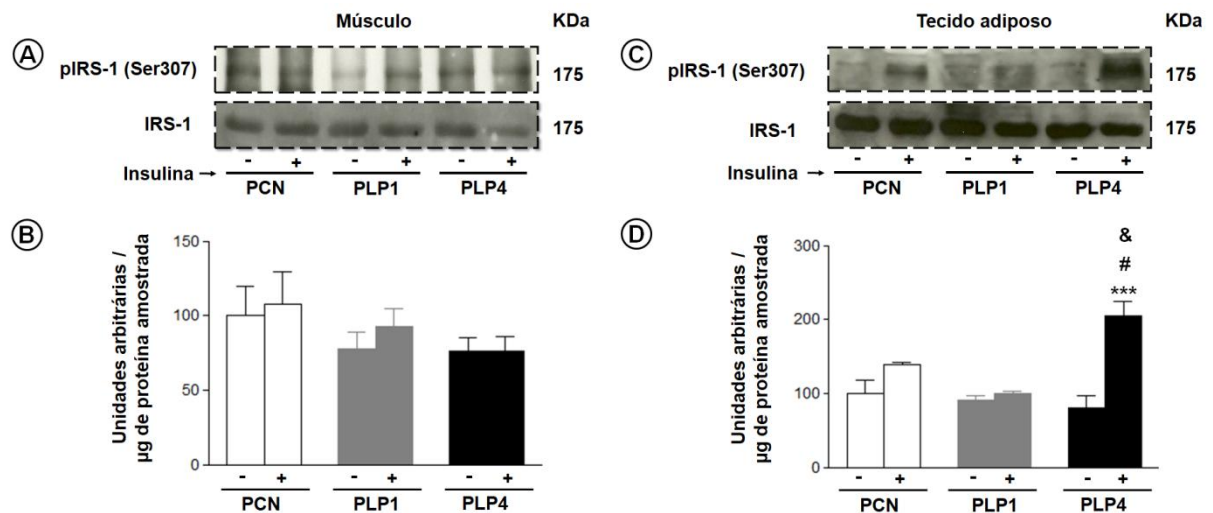 A
Músculo
KDa
pIRS-1 (Ser307)
175
IRS-1
175
- + - + - +
Insulina →
PCN PLP1 PLP4
B
Unidades arbitrárias /
µg de proteína amostrada
150
100
50
0
- + - + - +
PCN PLP1 PLP4
C
Tecido adiposo
KDa
pIRS-1 (Ser307)
175
IRS-1
175
- + - + - +
Insulina →
PCN PLP1 PLP4
D
Unidades arbitrárias /
µg de proteína amostrada
300
200
100
0
&
#
***
- + - + - +
PCN PLP1 PLP4